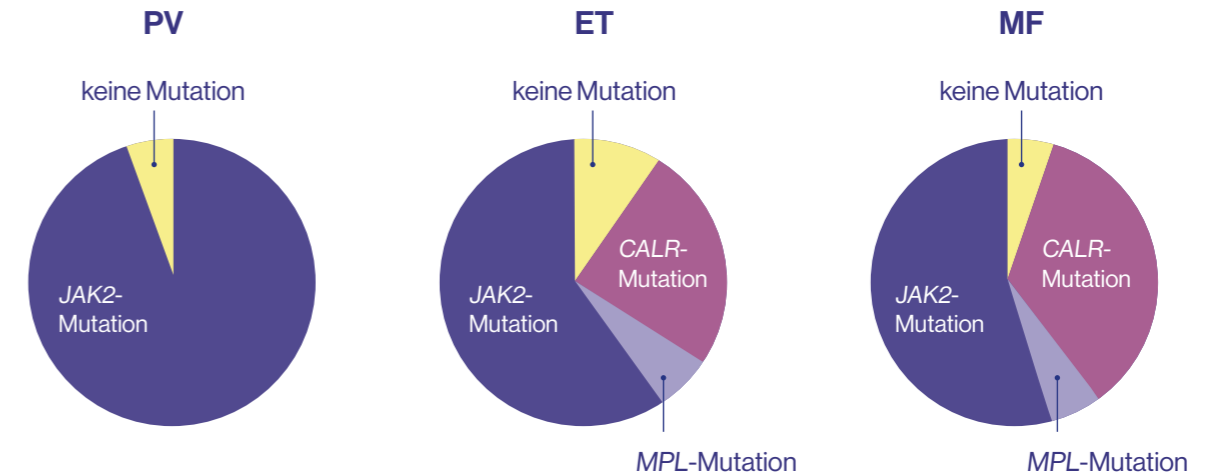 PV
keine Mutation
JAK2-
Mutation
ET
keine Mutation
CALR-
Mutation
JAK2-
Mutation
MPL-Mutation
MF
keine Mutation
CALR-
Mutation
JAK2-
Mutation
MPL-Mutation